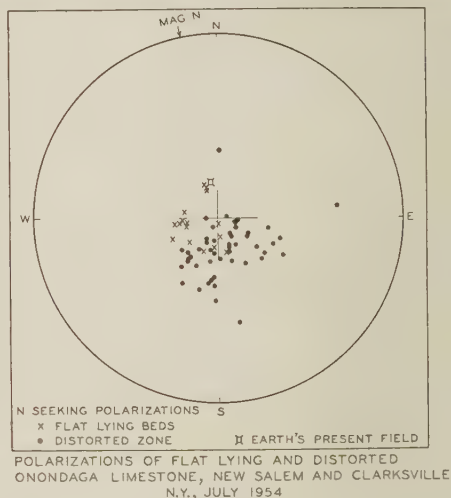 MAG N
N
W
E
S
N SEEKING POLARIZATIONS
x FLAT LYING BEDS
• DISTORTED ZONE
¤ EARTH'S PRESENT FIELD
POLARIZATIONS OF FLAT LYING AND DISTORTED
ONONDAGA LIMESTONE, NEW SALEM AND CLARKSVILLE
N.Y., JULY 1954